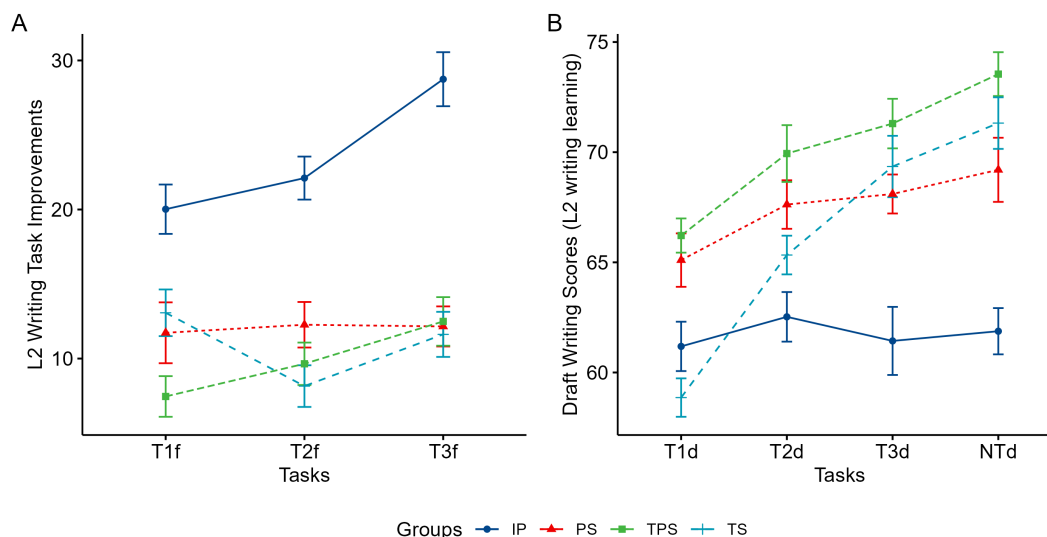 A
L2 Writing Task Improvements
30
20
10
T1f T2f T3f
Tasks
B
Draft Writing Scores (L2 writing learning)
75
70
65
60
T1d T2d T3d NTd
Tasks
Groups IP PS TPS TS